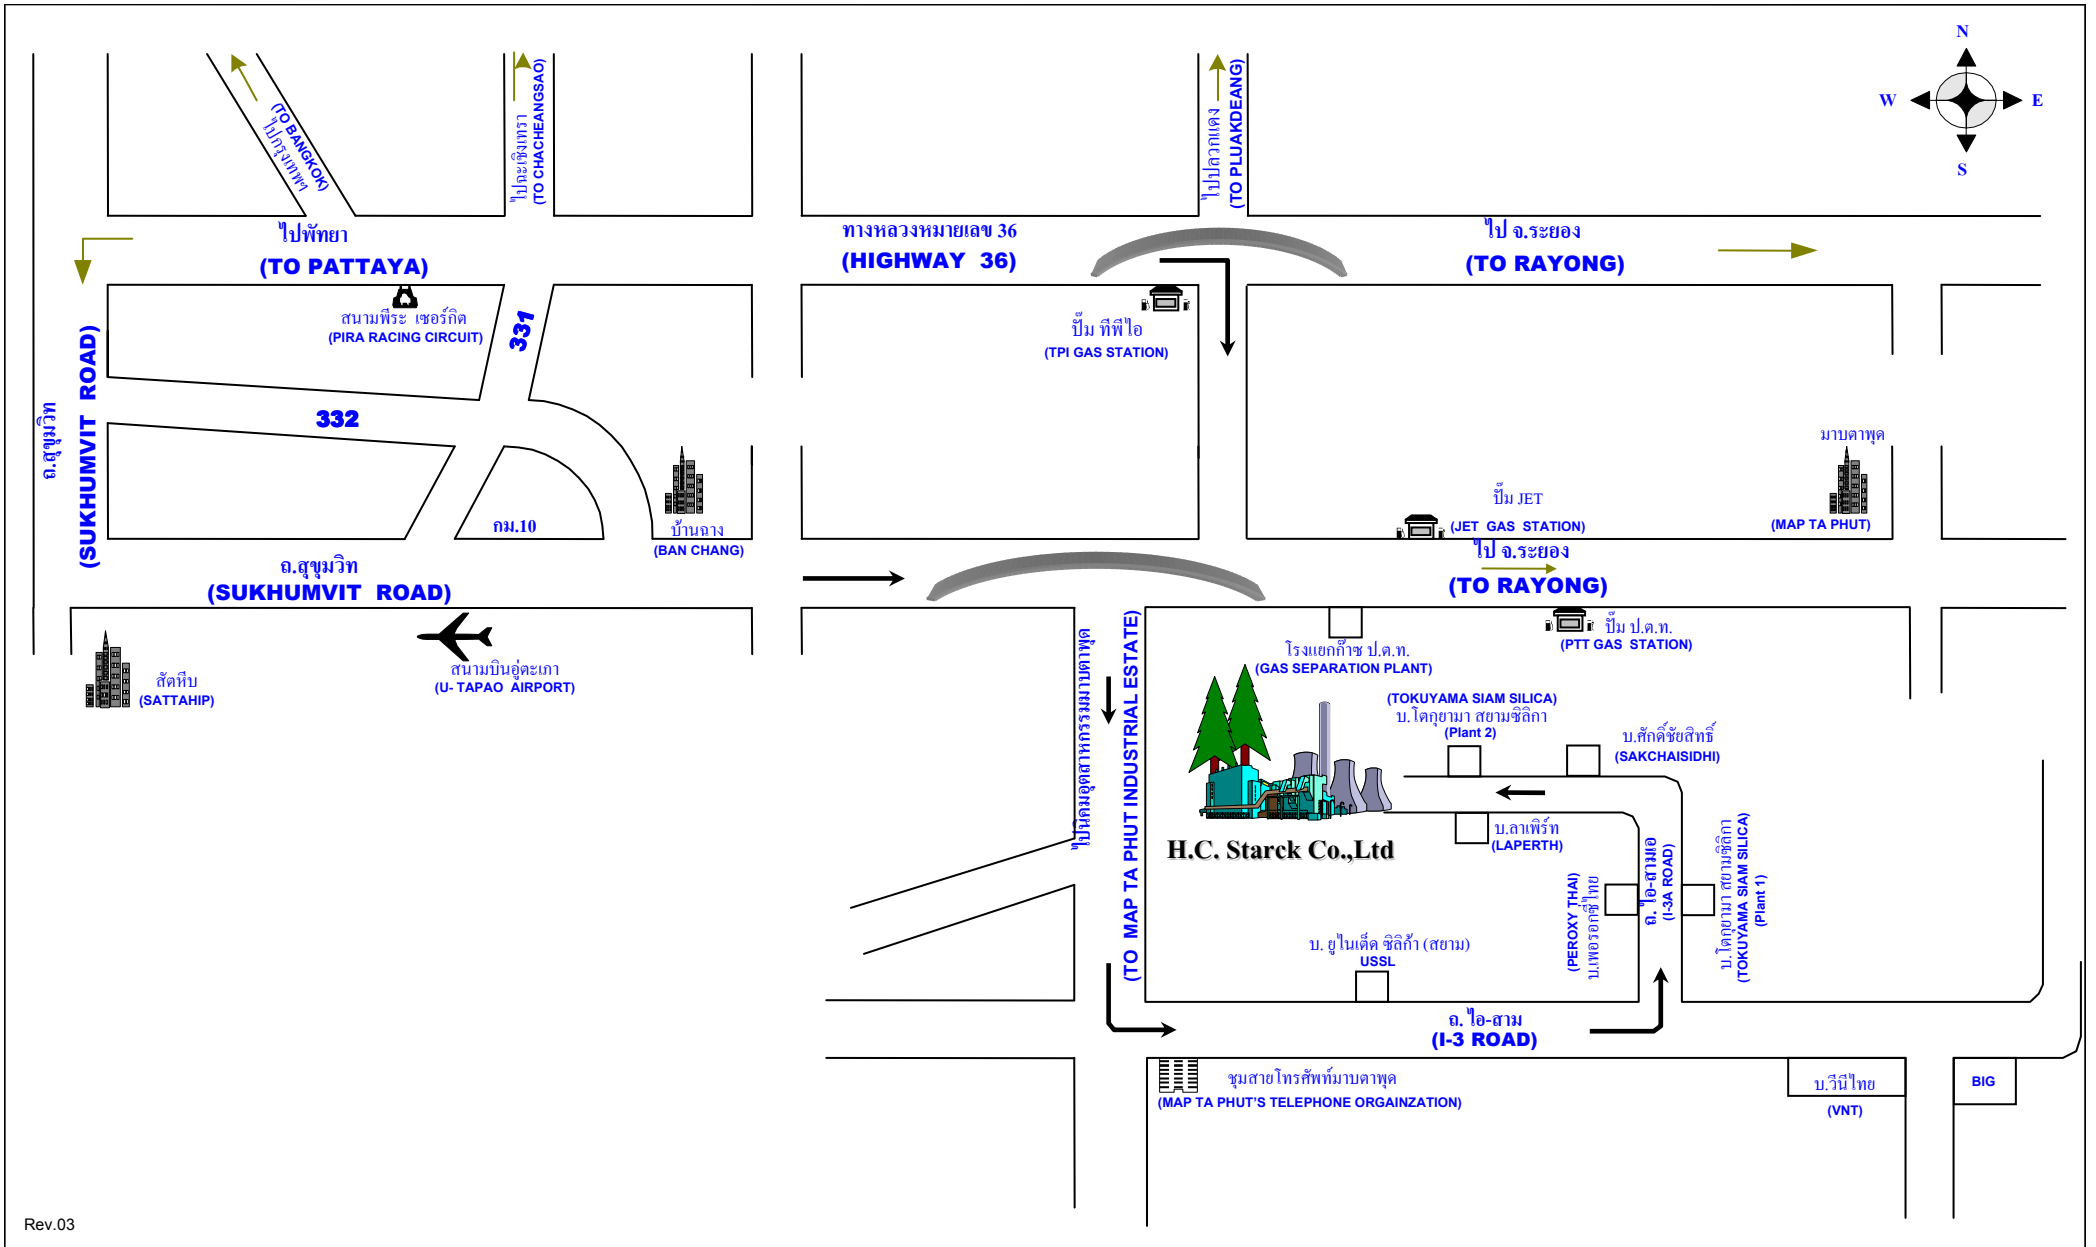 N
W
E
S
(TO BANGKOK)
ไปกรุงเทพฯ
ไปฉะเชิงเทรา
(TO CHACHEANGSAO)
ไปปลวกแดง
(TO PLUAKDEANG)
ไปพัทยา
(TO PATTAYA)
ทางหลวงหมายเลข 36
(HIGHWAY 36)
ไป จ.ระยอง
(TO RAYONG)
สนามพีระ เซอร์กิต
(PIRA RACING CIRCUIT)
331
ปั๊ม ทีพีไอ
(TPI GAS STATION)
ถ.สุขุมวิท
(SUKHUMVIT ROAD)
332
มาบตาพุด
(MAP TA PHUT)
ปั๊ม JET
(JET GAS STATION)
กม.10
บ้านฉาง
(BAN CHANG)
ถ.สุขุมวิท
(SUKHUMVIT ROAD)
ไป จ.ระยอง
(TO RAYONG)
สัตหีบ
(SATTAHIP)
สนามบินอู่ตะเภา
(U- TAPAO AIRPORT)
ไปนิคมอุตสาหกรรมมาบตาพุด
(TO MAP TA PHUT INDUSTRIAL ESTATE)
โรงแยกก๊าซ ป.ต.ท.
(GAS SEPARATION PLANT)
ปั๊ม ป.ต.ท.
(PTT GAS STATION)
(TOKUYAMA SIAM SILICA)
บ.โตกุยามา สยามซิลิกา
(Plant 2)
บ.ศักดิ์ชัยสิทธิ์
(SAKCHAISIDHI)
H.C. Starck Co.,Ltd
บ.ลาเพิร์ท
(LAPERTH)
(PEROXY THAI)
บ.เพอรอกซีไทย
ถ. ไอ-สามเอ
(I-3A ROAD)
บ.โตกุยามา สยามซิลิกา
(TOKUYAMA SIAM SILICA)
(Plant 1)
บ. ยูไนเต็ด ซิลิก้า (สยาม)
USSL
ถ. ไอ-สาม
(I-3 ROAD)
ชุมสายโทรศัพท์มาบตาพุด
(MAP TA PHUT'S TELEPHONE ORGAINZATION)
บ.วีนีไทย
(VNT)
BIG
Rev.03